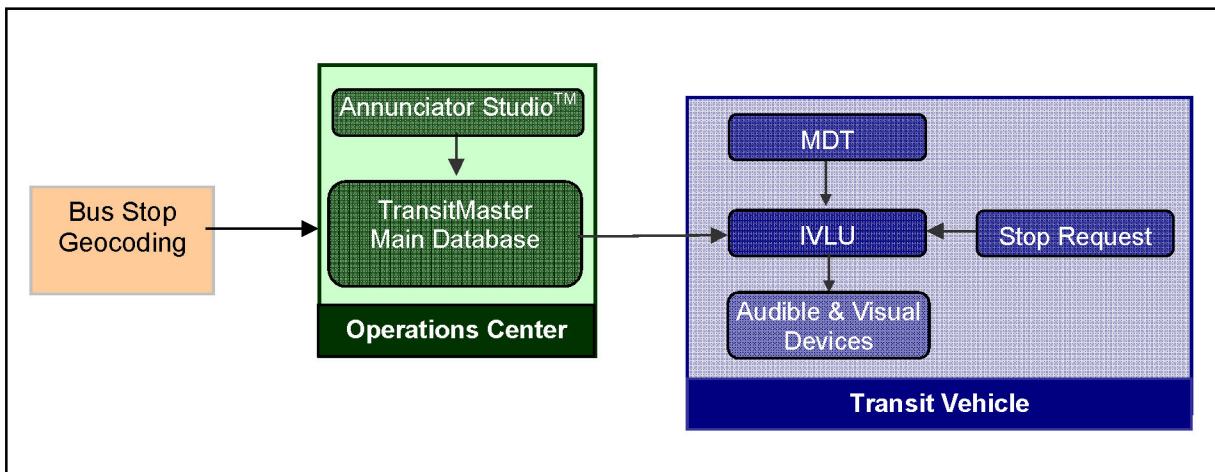 Bus Stop
Geocoding
Annunciator Studio™
TransitMaster
Main Database
Operations Center
MDT
IVLU
Stop Request
Audible & Visual
Devices
Transit Vehicle